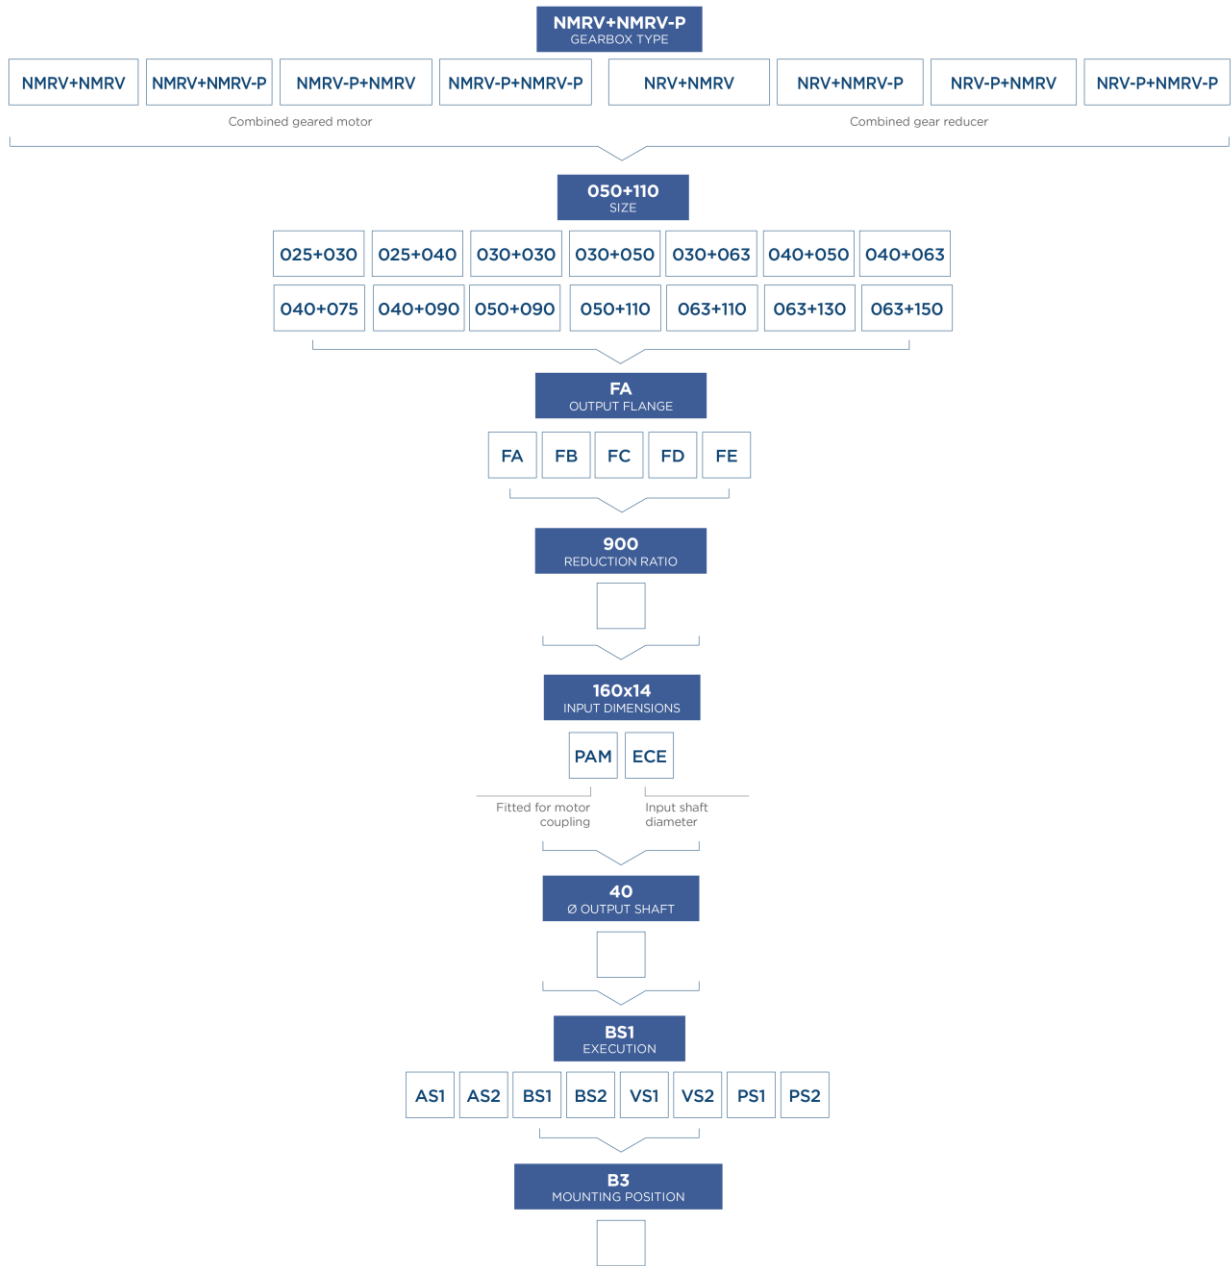 NMRV+NMRV-P
GEARBOX TYPE
NMRV+NMRV NMRV+NMRV-P NMRV-P+NMRV NMRV-P+NMRV-P NRV+NMRV NRV+NMRV-P NRV-P+NMRV NRV-P+NMRV-P
Combined geared motor Combined gear reducer
050+110
SIZE
025+030 025+040 030+030 030+050 030+063 040+050 040+063
040+075 040+090 050+090 050+110 063+110 063+130 063+150
FA
OUTPUT FLANGE
FA FB FC FD FE
900
REDUCTION RATIO
160x14
INPUT DIMENSIONS
PAM ECE
Fitted for motor Input shaft
coupling diameter
40
Ø OUTPUT SHAFT
BS1
EXECUTION
AS1 AS2 BS1 BS2 VS1 VS2 PS1 PS2
B3
MOUNTING POSITION